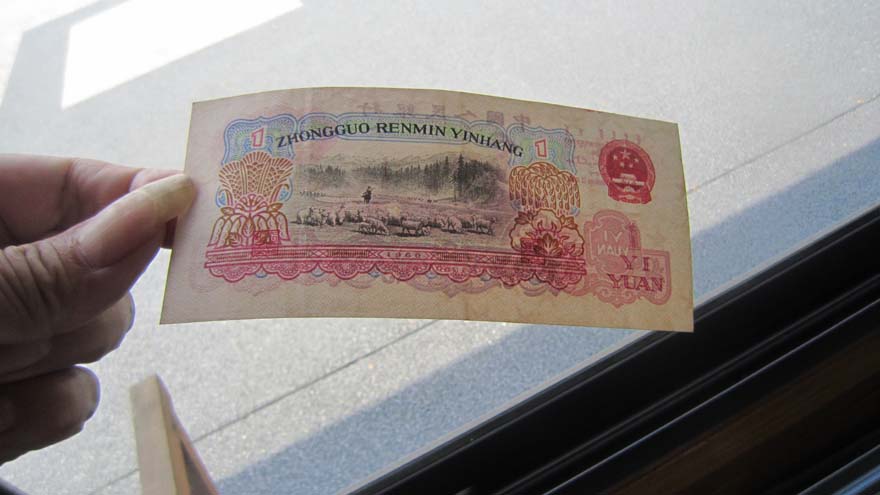 1 ZHONGGUO RENMIN YINHANG 1
YI
YUAN
1960
YI
YUAN